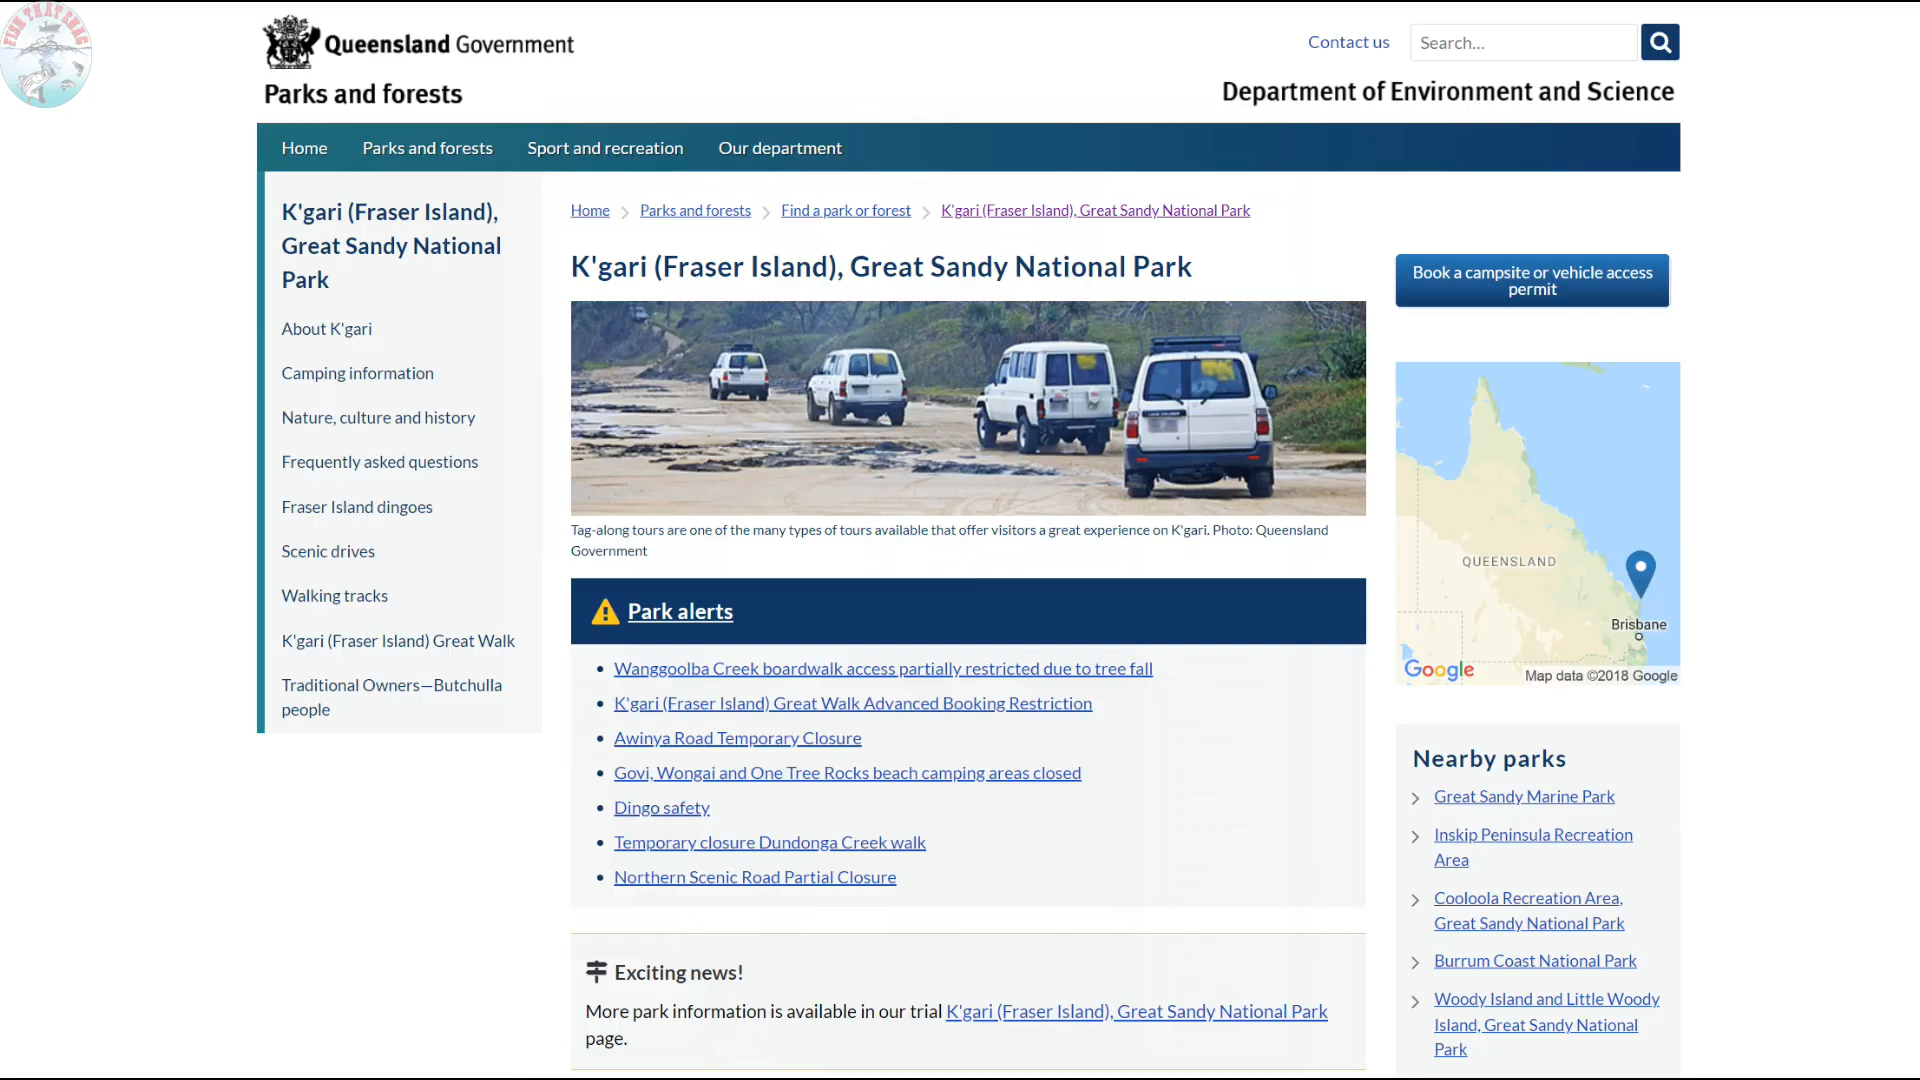 FISH THAT SHAG
Queensland Government
Contact us
Search...
Parks and forests
Department of Environment and Science
Home
Parks and forests
Sport and recreation
Our department
K'gari (Fraser Island),
Great Sandy National
Park
About K'gari
Camping information
Nature, culture and history
Frequently asked questions
Fraser Island dingoes
Scenic drives
Walking tracks
K'gari (Fraser Island) Great Walk
Traditional Owners—Butchulla
people
Home
Parks and forests
Find a park or forest
K'gari (Fraser Island), Great Sandy National Park
K'gari (Fraser Island), Great Sandy National Park
Tag-along tours are one of the many types of tours available that offer visitors a great experience on K'gari. Photo: Queensland
Government
Park alerts
Wanggoolba Creek boardwalk access partially restricted due to tree fall
K'gari (Fraser Island) Great Walk Advanced Booking Restriction
Awinya Road Temporary Closure
Govi, Wongai and One Tree Rocks beach camping areas closed
Dingo safety
Temporary closure Dundonga Creek walk
Northern Scenic Road Partial Closure
Exciting news!
More park information is available in our trial K'gari (Fraser Island), Great Sandy National Park
page.
Book a campsite or vehicle access
permit
QUEENSLAND
Brisbane
Google
Map data ©2018 Google
Nearby parks
Great Sandy Marine Park
Inskip Peninsula Recreation
Area
Cooloola Recreation Area,
Great Sandy National Park
Burrum Coast National Park
Woody Island and Little Woody
Island, Great Sandy National
Park